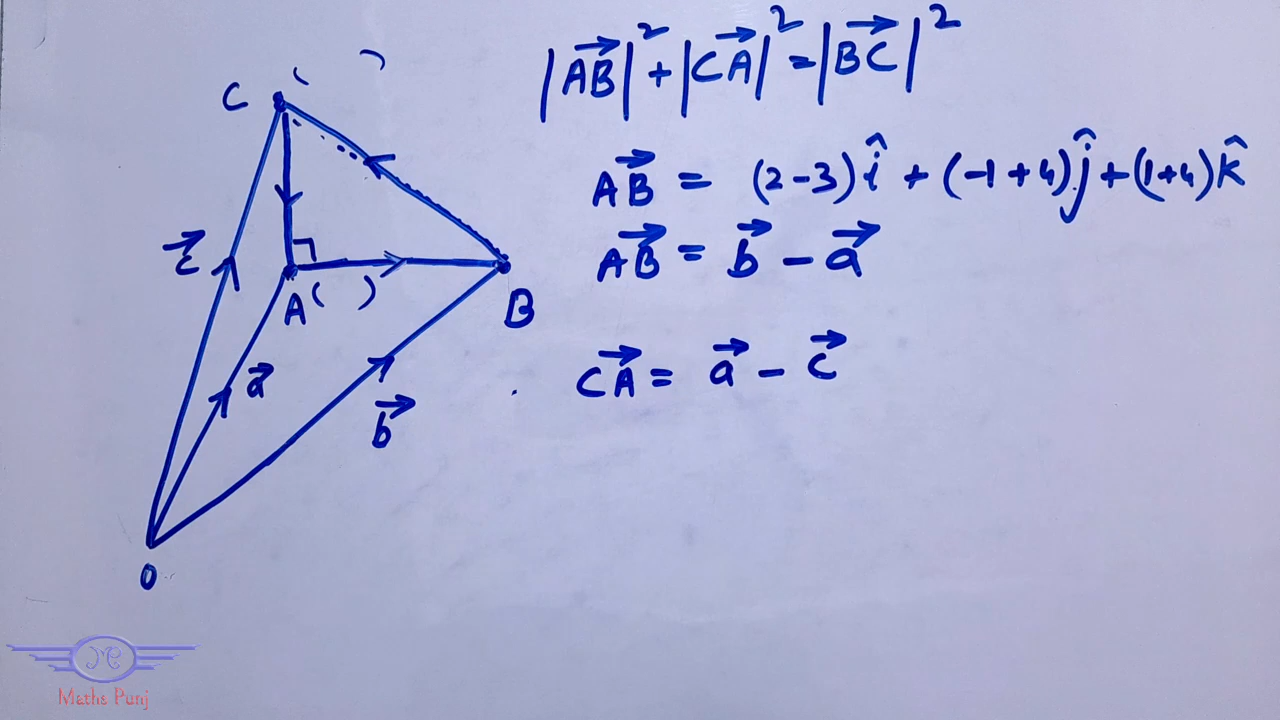 |AB⃗|² + |CA⃗|² = |BC⃗|²
AB⃗ = (2-3)î + (-1+4)ĵ + (1+4)k̂
AB⃗ = b⃗ - a⃗
CA⃗ = a⃗ - c⃗
C ( )
c⃗
A ( )
B
a⃗
b⃗
O
Maths Punj